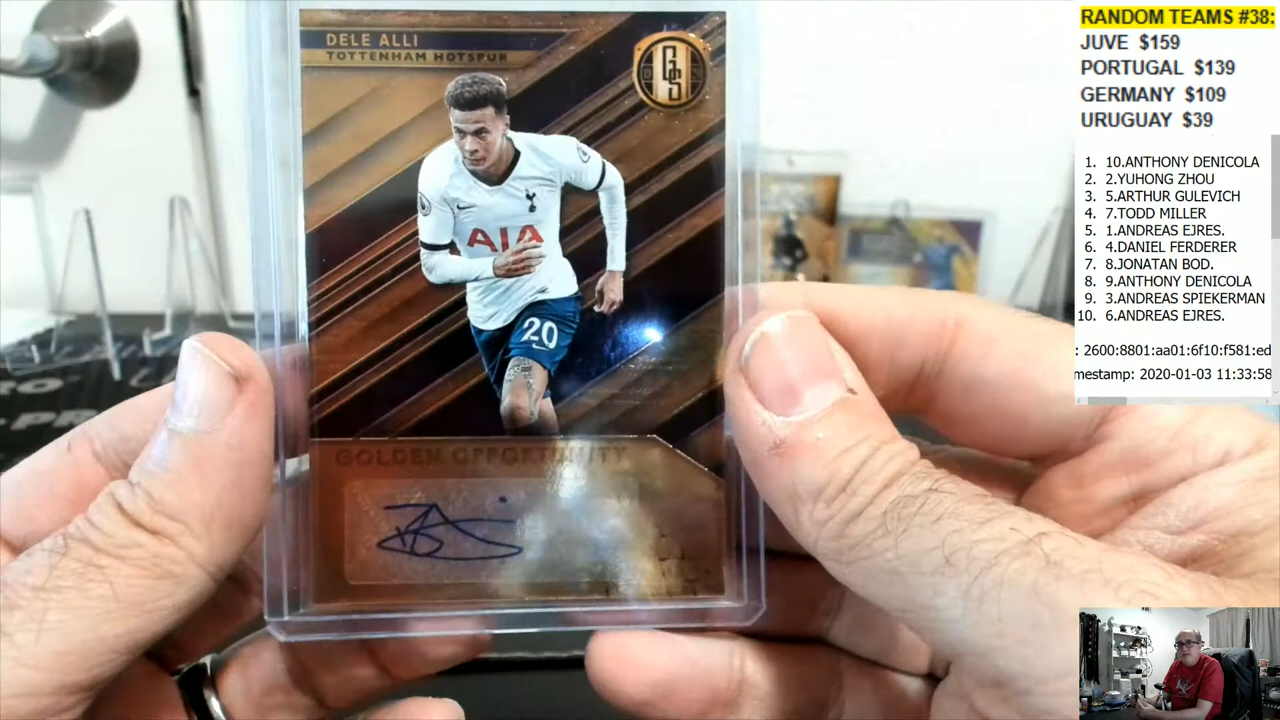 DELE ALLI
TOTTENHAM HOTSPUR
GS
AIA
20
GOLDEN OPPORTUNITY
RANDOM TEAMS #38:
JUVE $159
PORTUGAL $139
GERMANY $109
URUGUAY $39
1. 10.ANTHONY DENICOLA
2. 2.YUHONG ZHOU
3. 5.ARTHUR GULEVICH
4. 7.TODD MILLER
5. 1.ANDREAS EJRES.
6. 4.DANIEL FERDERER
7. 8.JONATAN BOD.
8. 9.ANTHONY DENICOLA
9. 3.ANDREAS SPIEKERMAN
10. 6.ANDREAS EJRES.
: 2600:8801:aa01:6f10:f581:ed
mestamp: 2020-01-03 11:33:58